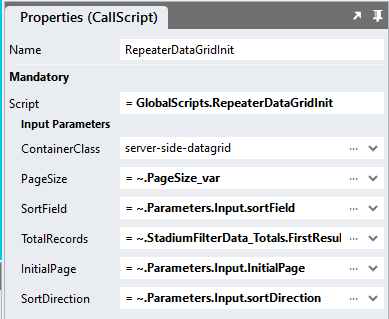 Properties (CallScript)
Name RepeaterDataGridInit
Mandatory
Script = GlobalScripts.RepeaterDataGridInit
Input Parameters
ContainerClass server-side-datagrid ...
PageSize = ~.PageSize_var ...
SortField = ~.Parameters.Input.sortField ...
TotalRecords = ~.StadiumFilterData_Totals.FirstResul ...
InitialPage = ~.Parameters.Input.InitialPage ...
SortDirection = ~.Parameters.Input.sortDirection ...